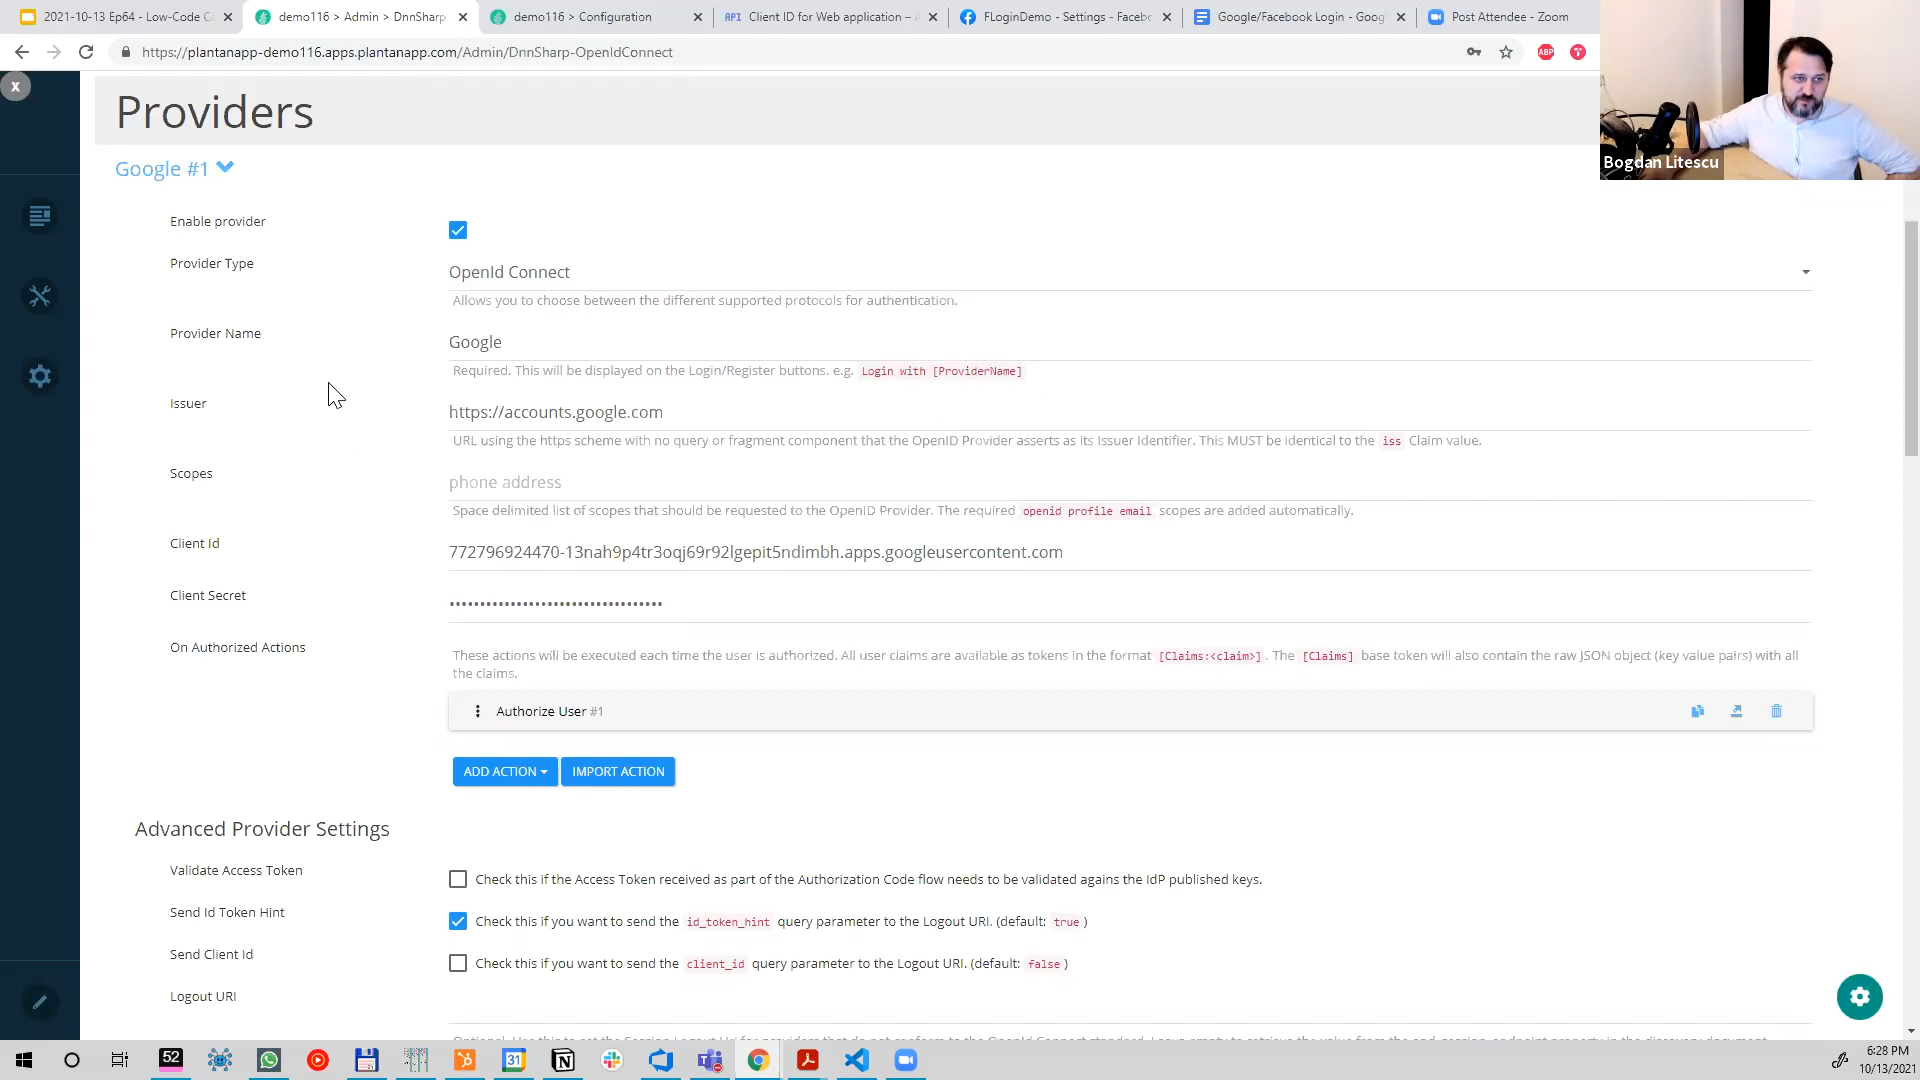 2021-10-13 Ep64 - Low-Code C
demo116 > Admin > DnnSharp
demo116 > Configuration
API Client ID for Web application –
FLoginDemo - Settings - Faceb
Google/Facebook Login - Goog
Post Attendee - Zoom
https://plantanapp-demo116.apps.plantanapp.com/Admin/DnnSharp-OpenIdConnect
ABP
X
Providers
Bogdan Litescu
Google #1
Enable provider
Provider Type
OpenId Connect
Allows you to choose between the different supported protocols for authentication.
Provider Name
Google
Required. This will be displayed on the Login/Register buttons. e.g. Login with [ProviderName]
Issuer
https://accounts.google.com
URL using the https scheme with no query or fragment component that the OpenID Provider asserts as its Issuer Identifier. This MUST be identical to the iss Claim value.
Scopes
phone address
Space delimited list of scopes that should be requested to the OpenID Provider. The required openid profile email scopes are added automatically.
Client Id
772796924470-13nah9p4tr3oqj69r92lgepit5ndimbh.apps.googleusercontent.com
Client Secret
On Authorized Actions
These actions will be executed each time the user is authorized. All user claims are available as tokens in the format [Claims:<claim>] . The [Claims] base token will also contain the raw JSON object (key value pairs) with all
the claims.
Authorize User #1
ADD ACTION
IMPORT ACTION
Advanced Provider Settings
Validate Access Token
Check this if the Access Token received as part of the Authorization Code flow needs to be validated agains the IdP published keys.
Send Id Token Hint
Check this if you want to send the id_token_hint query parameter to the Logout URI. (default: true )
Send Client Id
Check this if you want to send the client_id query parameter to the Logout URI. (default: false )
Logout URI
52
31
6:28 PM
10/13/2021